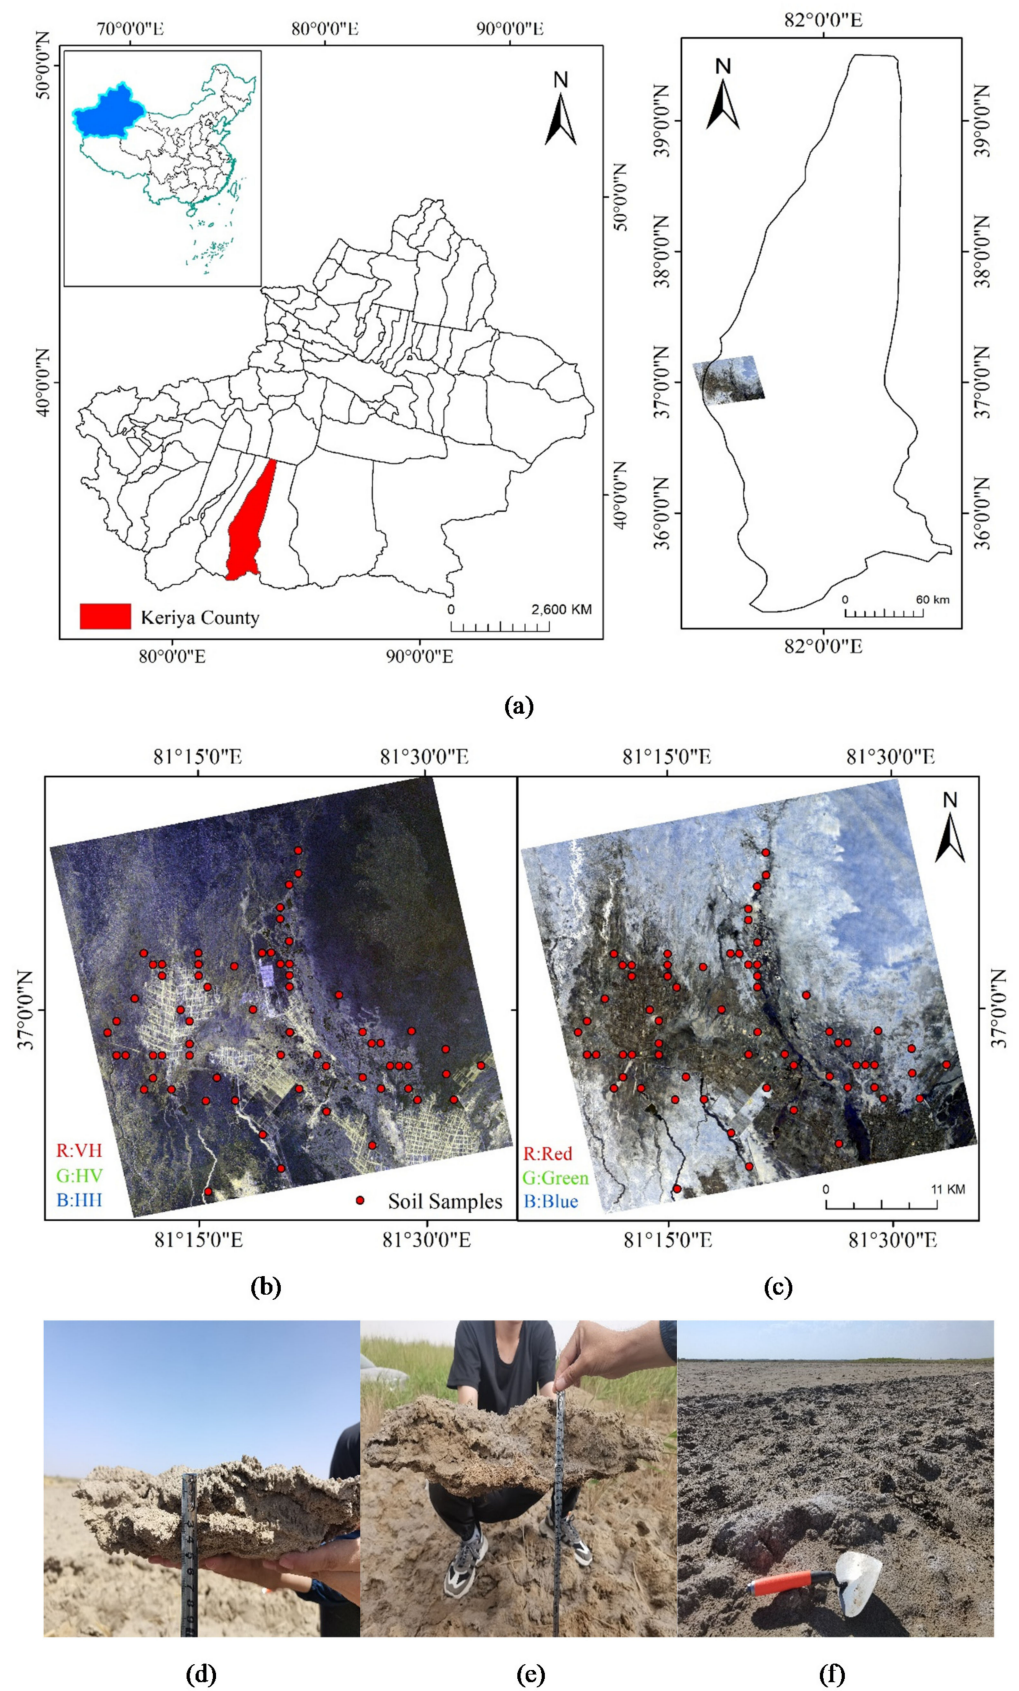 70°0'0"E 80°0'0"E 90°0'0"E
82°0'0"E
50°0'0"N
40°0'0"N
N
50°0'0"N
40°0'0"N
Keriya County
0 2,600 KM
80°0'0"E 90°0'0"E
N
39°0'0"N
38°0'0"N
37°0'0"N
36°0'0"N
39°0'0"N
38°0'0"N
37°0'0"N
36°0'0"N
0 60 km
82°0'0"E
(a)
81°15'0"E 81°30'0"E
81°15'0"E 81°30'0"E
37°0'0"N
R:VH
G:HV
B:HH
Soil Samples
N
37°0'0"N
R:Red
G:Green
B:Blue
0 11 KM
81°15'0"E 81°30'0"E
81°15'0"E 81°30'0"E
(b) (c)
(d) (e) (f)